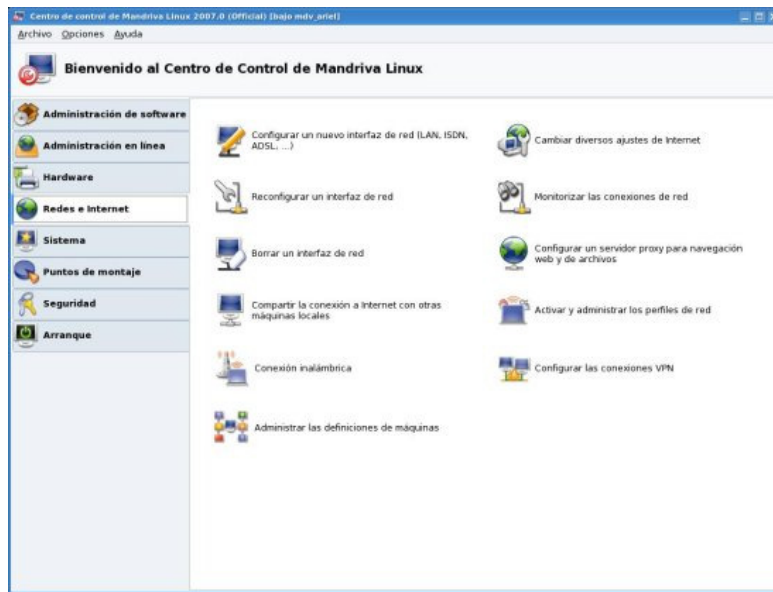 Centro de control de Mandriva Linux 2007.0 (Official) [bajo mdv_ariel]
Archivo Opciones Ayuda
Bienvenido al Centro de Control de Mandriva Linux
Administración de software
Administración en línea
Hardware
Redes e Internet
Sistema
Puntos de montaje
Seguridad
Arranque
Configurar un nuevo interfaz de red (LAN, ISDN,
ADSL, ...)
Cambiar diversos ajustes de Internet
Reconfigurar un interfaz de red
Monitorizar las conexiones de red
Borrar un interfaz de red
Configurar un servidor proxy para navegación
web y de archivos
Compartir la conexión a Internet con otras
máquinas locales
Activar y administrar los perfiles de red
Conexión inalámbrica
Configurar las conexiones VPN
Administrar las definiciones de máquinas